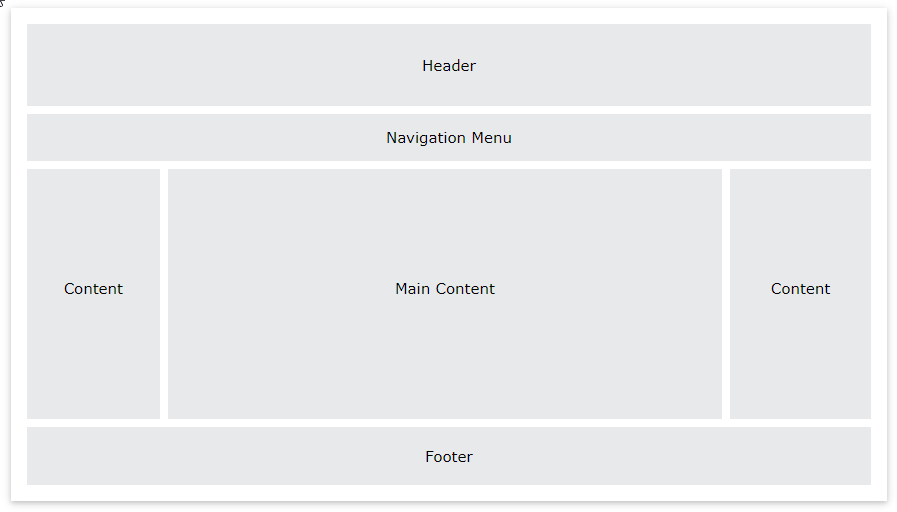 Header
Navigation Menu
Content
Main Content
Content
Footer